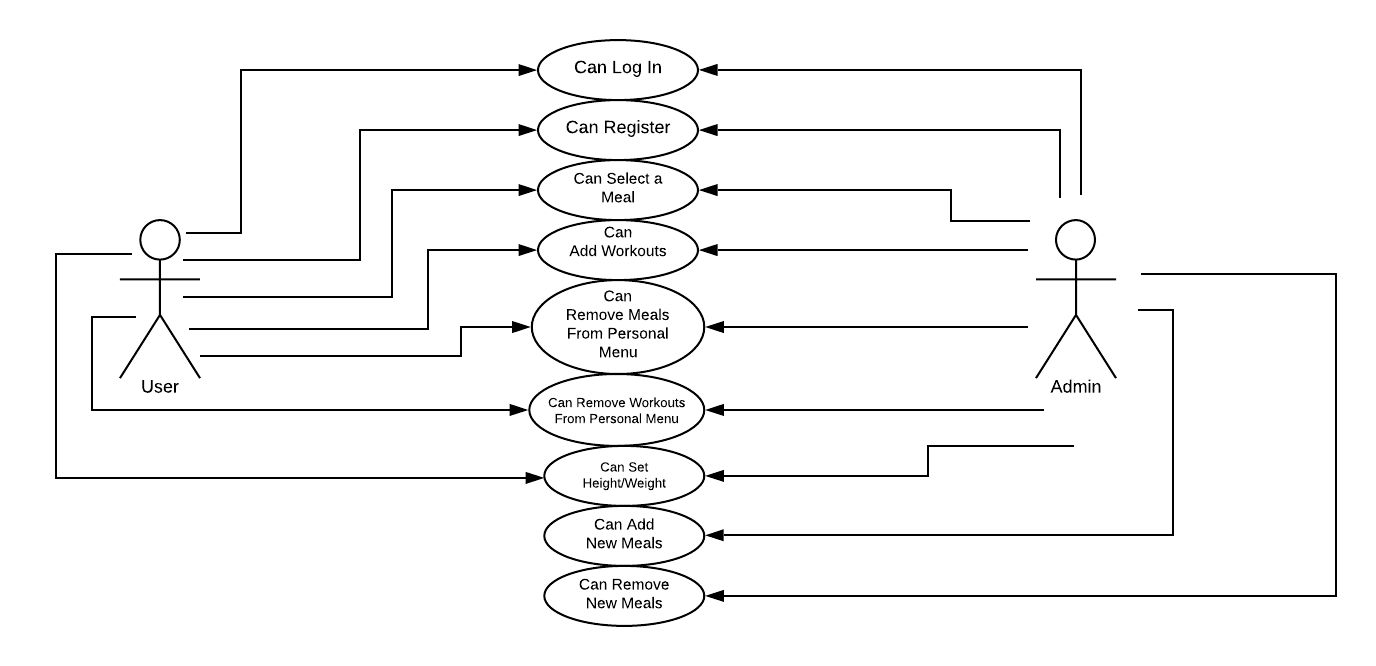 Can Log In
Can Register
Can Select a
Meal
Can
Add Workouts
Can
Remove Meals
From Personal
Menu
User
Admin
Can Remove Workouts
From Personal Menu
Can Set
Height/Weight
Can Add
New Meals
Can Remove
New Meals